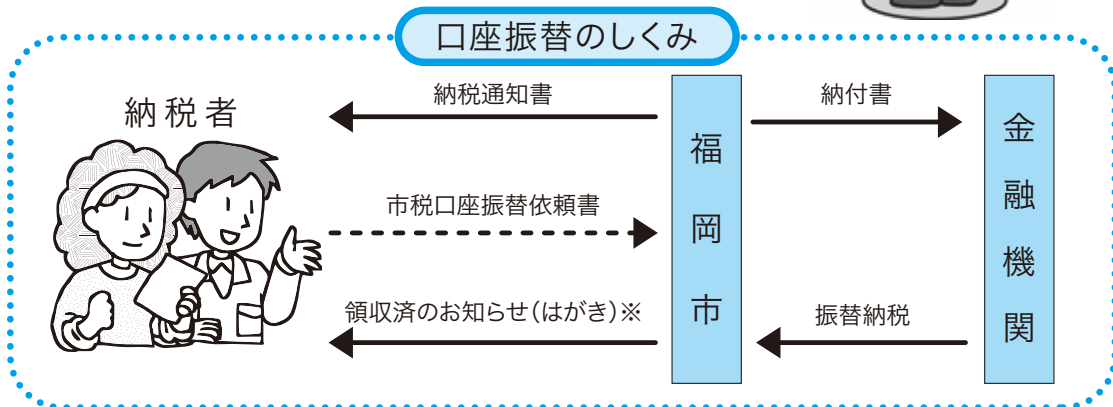 口座振替のしくみ
納税者
納税通知書
納付書
市税口座振替依頼書
領収済のお知らせ（はがき）※
振替納税
福岡市
金融機関